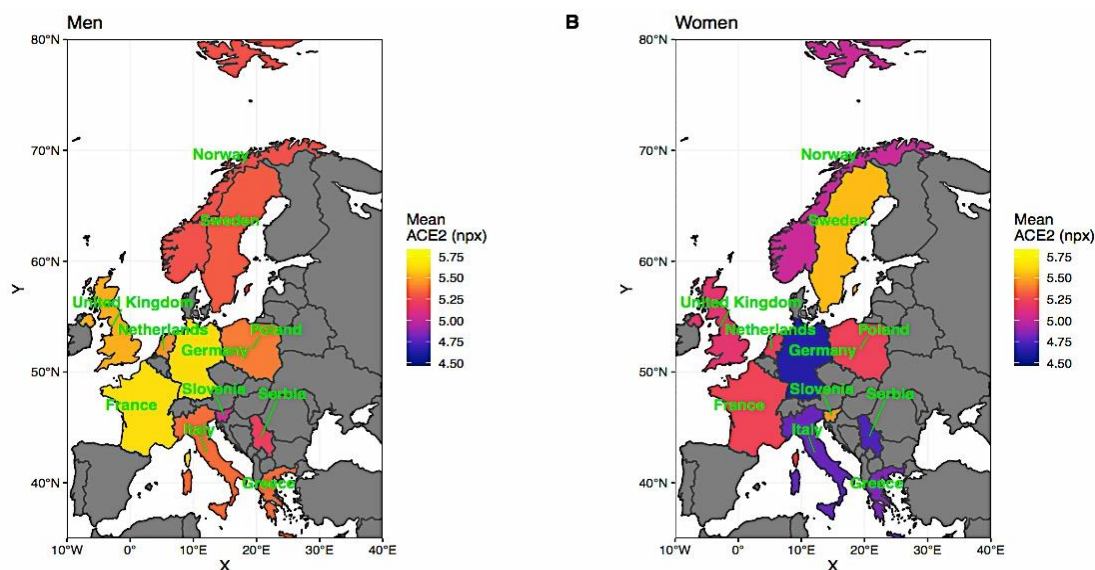 Men
80°N
70°N
60°N
50°N
40°N
Y
10°W
0°
10°E
20°E
30°E
40°E
X
Norway
Sweden
United Kingdom
Netherlands
Poland
Germany
Slovenia
Serbia
France
Italy
Greece
Mean
ACE2 (npx)
5.75
5.50
5.25
5.00
4.75
4.50
B
Women
80°N
70°N
60°N
50°N
40°N
Y
10°W
0°
10°E
20°E
30°E
40°E
X
Norway
Sweden
United Kingdom
Netherlands
Poland
Germany
Slovenia
Serbia
France
Italy
Greece
Mean
ACE2 (npx)
5.75
5.50
5.25
5.00
4.75
4.50